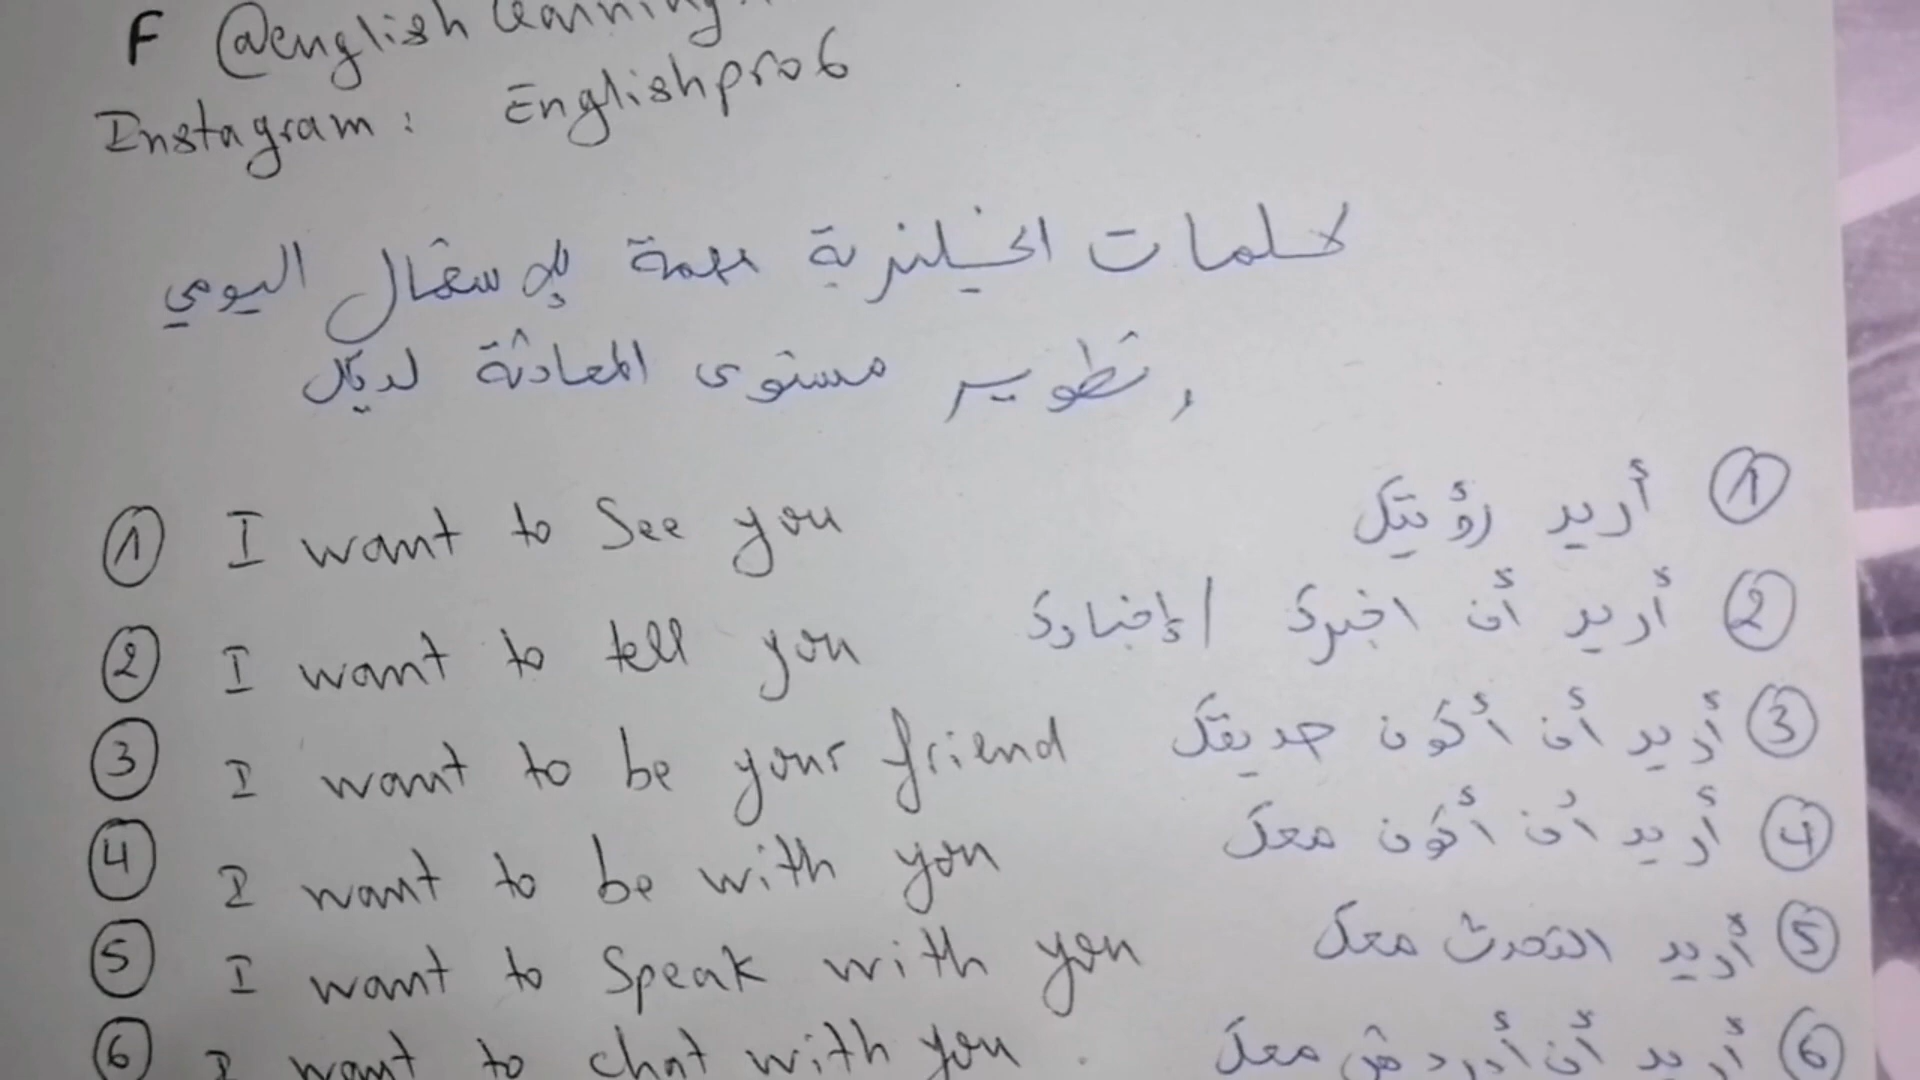 F @english learning
Instagram: Englishpro6
كلمات انجليزية مهمة للإستعمال اليومي
و تطوير مستوى المحادثة لديك
① I want to See you أريد رؤيتك ①
② I want to tell you أريد أن اخبرك / إخبارك ②
③ I want to be your friend أريد أن أكون صديقك ③
④ I want to be with you أريد أن أكون معك ④
⑤ I want to Speak with you أريد التحدث معك ⑤
⑥ I want to chat with you . أريد أن أدردش معك ⑥